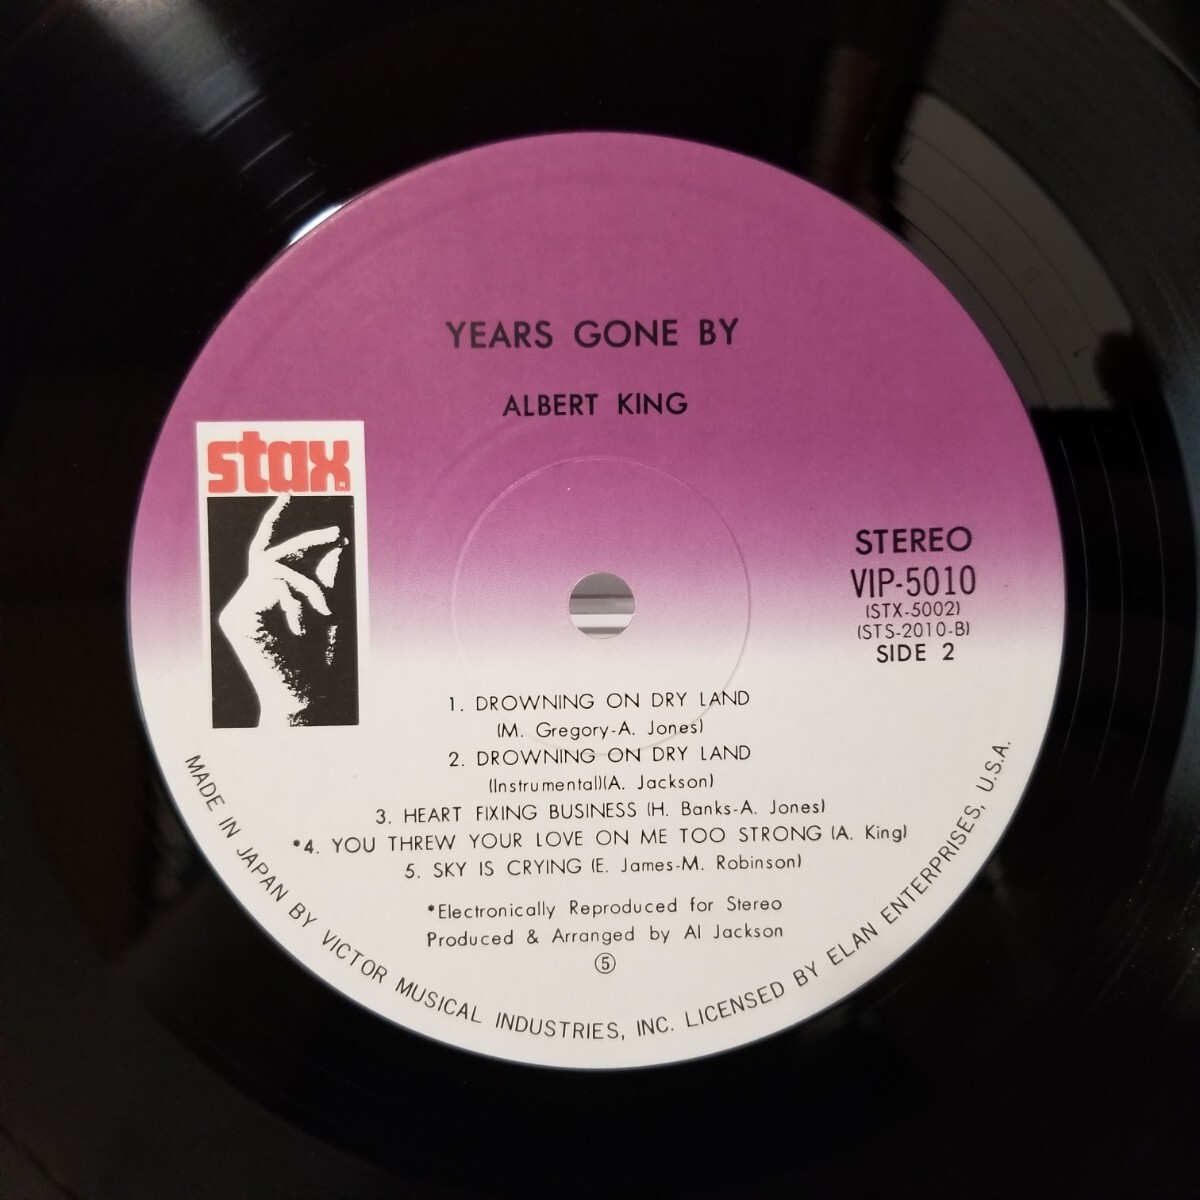 YEARS GONE BY
ALBERT KING
stax
R
STEREO
VIP-5010
(STX-5002)
(STS-2010-B)
SIDE 2
1. DROWNING ON DRY LAND
(M. Gregory-A. Jones)
2. DROWNING ON DRY LAND
(Instrumental)(A. Jackson)
3. HEART FIXING BUSINESS (H. Banks-A. Jones)
*4. YOU THREW YOUR LOVE ON ME TOO STRONG (A. King)
5. SKY IS CRYING (E. James-M. Robinson)
*Electronically Reproduced for Stereo
Produced & Arranged by Al Jackson
⑤
MADE IN JAPAN BY VICTOR MUSICAL INDUSTRIES, INC. LICENSED BY ELAN ENTERPRISES, U.S.A.